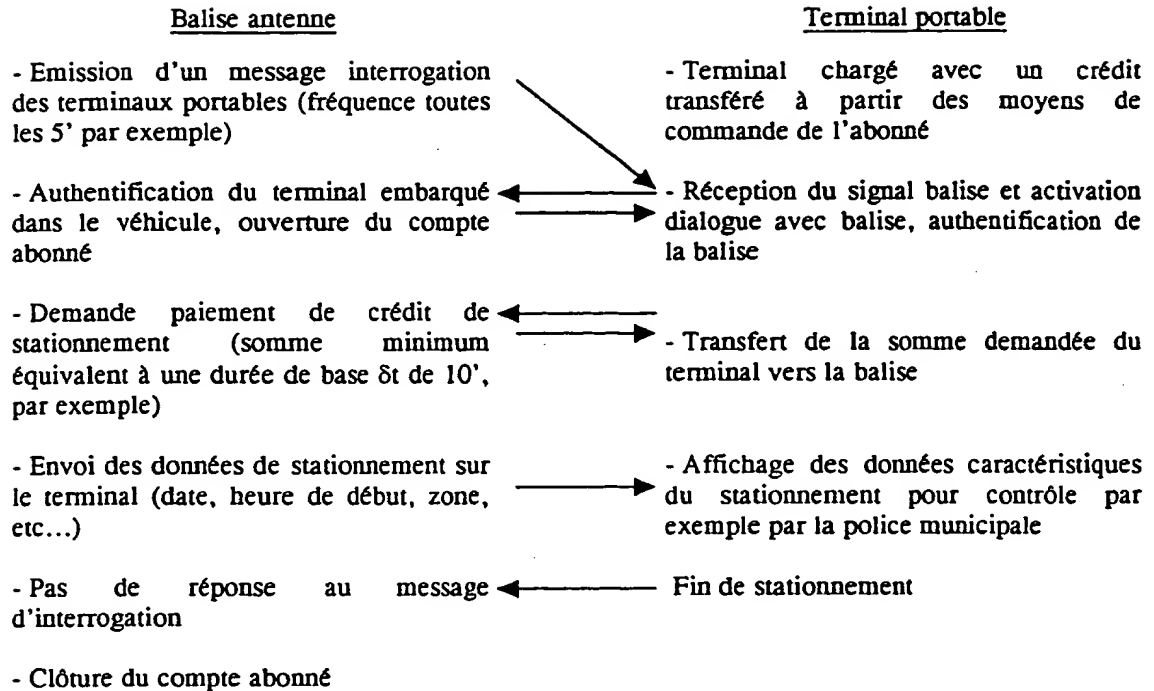 Balise antenne
- Emission d'un message interrogation
des terminaux portables (fréquence toutes
les 5' par exemple)
- Authentification du terminal embarqué
dans le véhicule, ouverture du compte
abonné
- Demande paiement de crédit de
stationnement (somme minimum
équivalent à une durée de base δt de 10',
par exemple)
- Envoi des données de stationnement sur
le terminal (date, heure de début, zone,
etc...)
- Pas de réponse au message
d'interrogation
- Clôture du compte abonné
Terminal portable
- Terminal chargé avec un crédit
transféré à partir des moyens de
commande de l'abonné
- Réception du signal balise et activation
dialogue avec balise, authentification de
la balise
- Transfert de la somme demandée du
terminal vers la balise
- Affichage des données caractéristiques
du stationnement pour contrôle par
exemple par la police municipale
Fin de stationnement